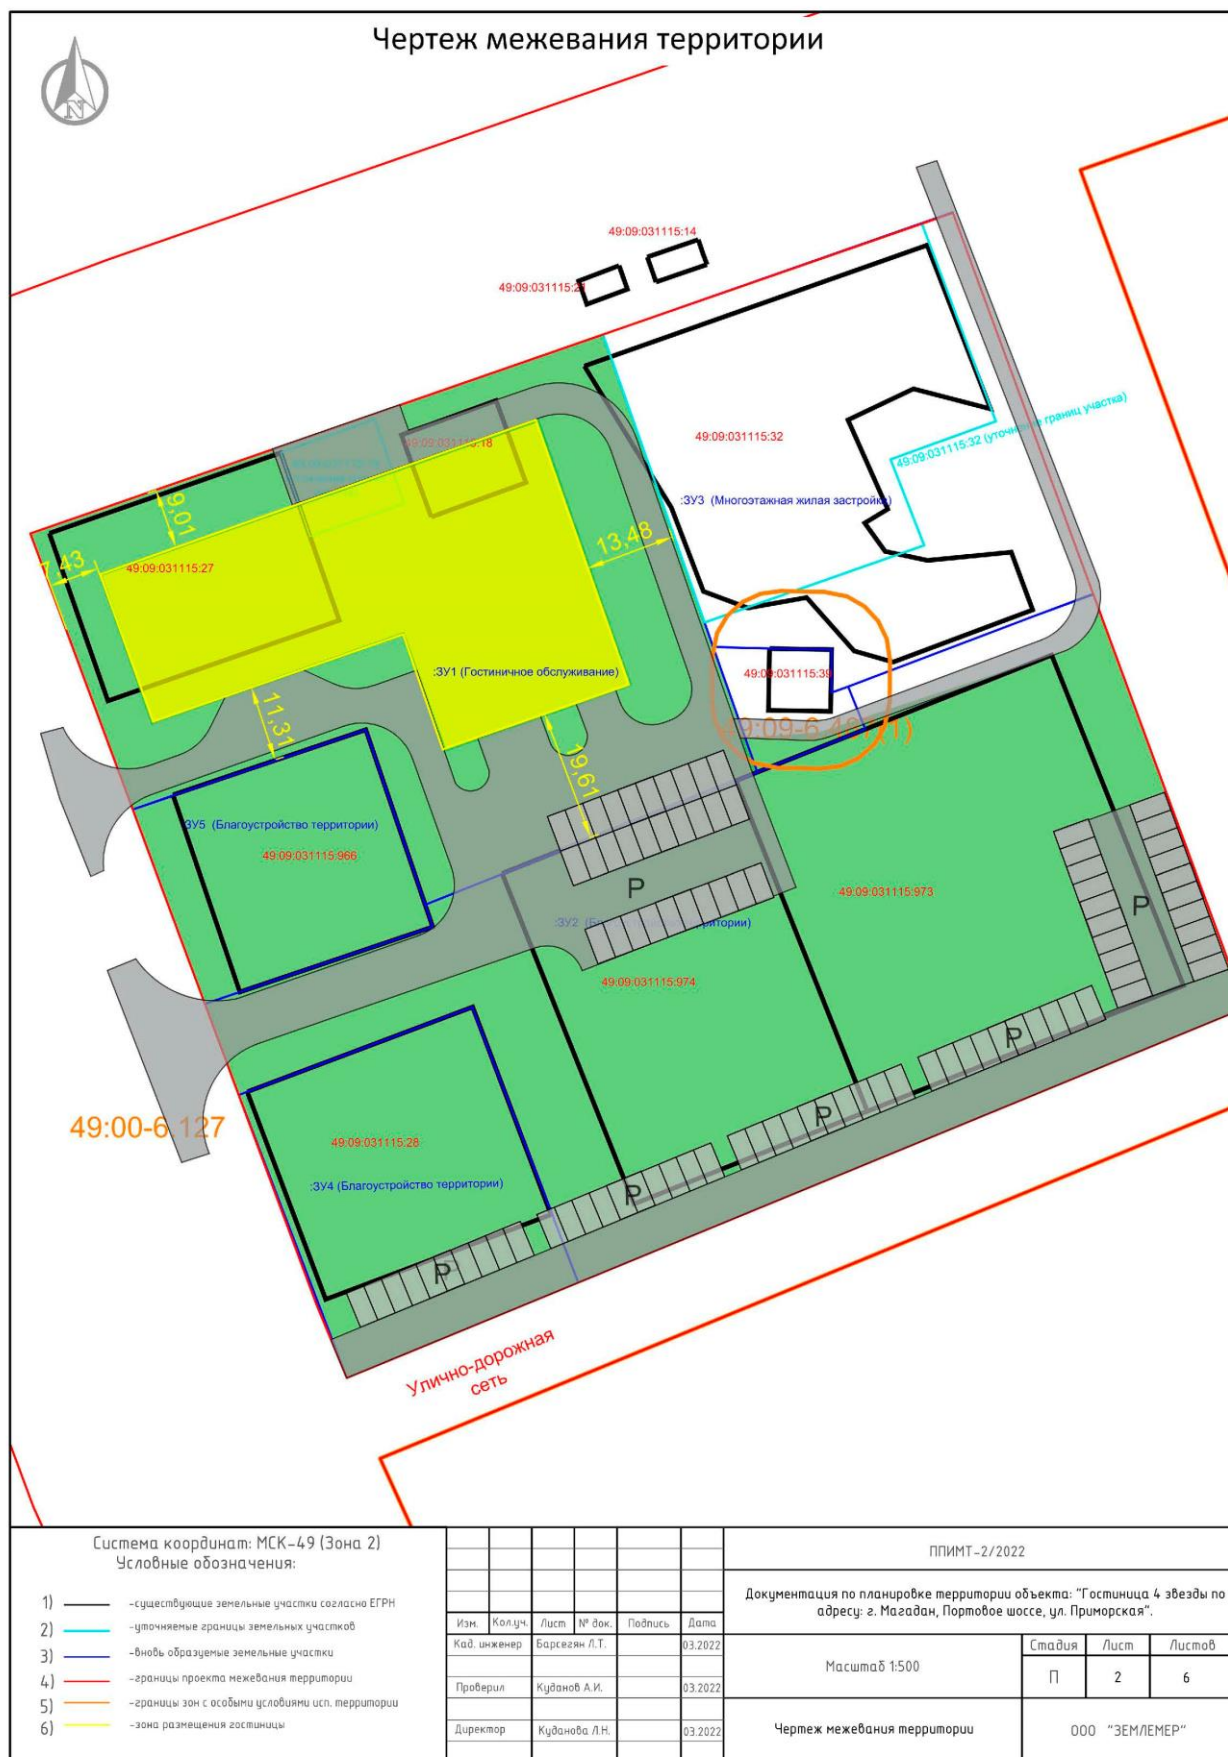 Чертеж межевания территории
N
49:09:031115:14
49:09:031115:21
49:09:031115:18
49:09:031115:32
49:09:031115:32 (уточнение границ участка)
:ЗУ3 (Многоэтажная жилая застройка)
9,01
7,43
13,48
49:09:031115:27
:ЗУ1 (Гостиничное обслуживание)
49:09:031115:39
11,31
19,61
:ЗУ5 (Благоустройство территории)
49:09:031115:966
P
49:09:031115:973
P
:ЗУ2
49:09:031115:974
P
49:00-6.127
49:09:031115:28
P
:ЗУ4 (Благоустройство территории)
P
P
Улично-дорожная
сеть
Система координат: МСК-49 (Зона 2)
Условные обозначения:
1) -существующие земельные участки согласно ЕГРН
2) -уточняемые границы земельных участков
3) -вновь образуемые земельные участки
4) -границы проекта межевания территории
5) -границы зон с особыми условиями исп. территории
6) -зона размещения гостиницы
Изм. Кол.уч. Лист № док. Подпись Дата
Кад. инженер Барсегян Л.Т. 03.2022
Проверил Куданов А.И. 03.2022
Директор Куданова Л.Н. 03.2022
ППИМТ-2/2022
Документация по планировке территории объекта: "Гостиница 4 звезды по
адресу: г. Магадан, Портовое шоссе, ул. Приморская".
Масштаб 1:500
Стадия Лист Листов
П 2 6
Чертеж межевания территории
ООО "ЗЕМЛЕМЕР"